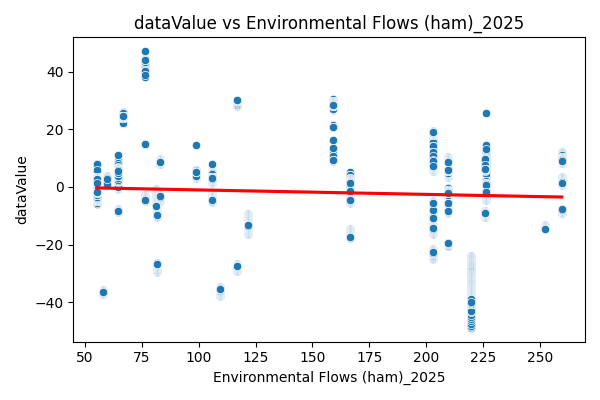 dataValue vs Environmental Flows (ham)_2025
dataValue
40
20
0
−20
−40
50 75 100 125 150 175 200 225 250
Environmental Flows (ham)_2025